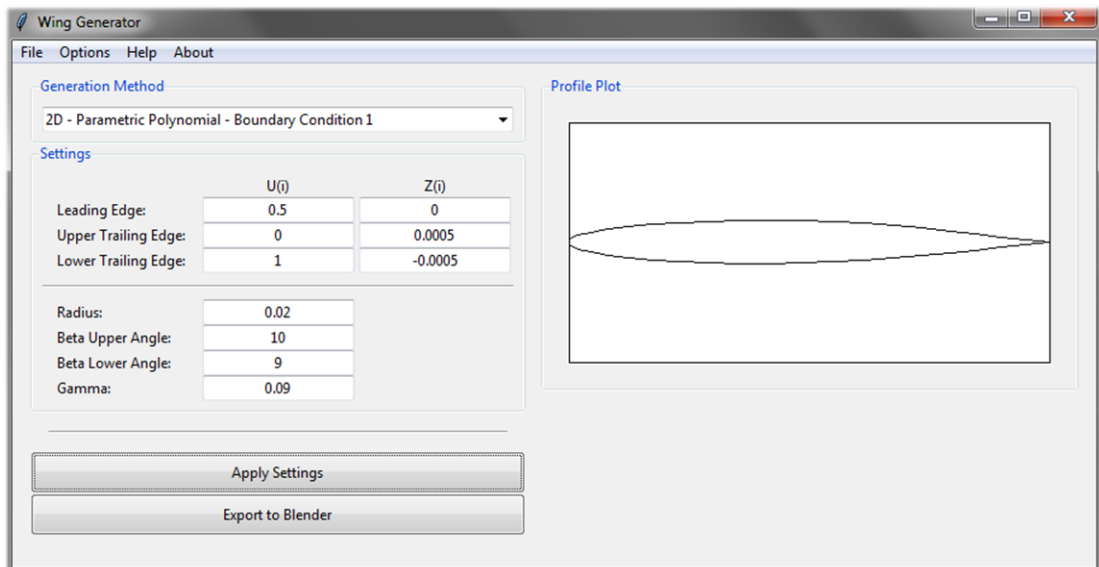 Wing Generator
File Options Help About
Generation Method
2D - Parametric Polynomial - Boundary Condition 1
Settings
U(i) Z(i)
Leading Edge: 0.5 0
Upper Trailing Edge: 0 0.0005
Lower Trailing Edge: 1 -0.0005
Radius: 0.02
Beta Upper Angle: 10
Beta Lower Angle: 9
Gamma: 0.09
Apply Settings
Export to Blender
Profile Plot